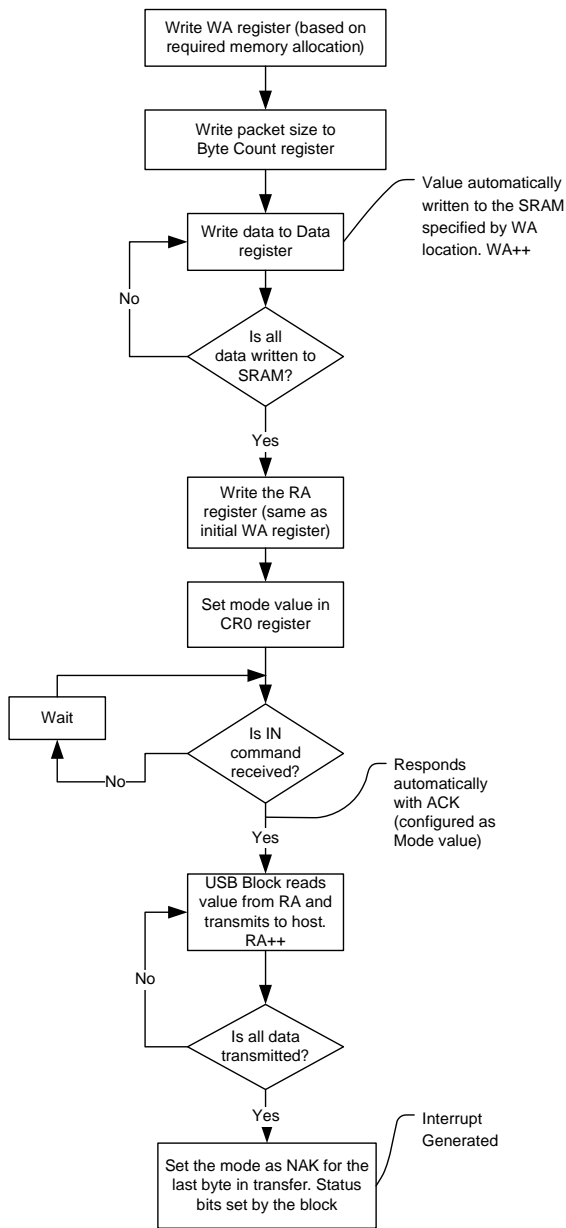 Write WA register (based on
required memory allocation)
Write packet size to
Byte Count register
Value automatically
written to the SRAM
specified by WA
location. WA++
Write data to Data
register
No
Is all
data written to
SRAM?
Yes
Write the RA
register (same as
initial WA register)
Set mode value in
CR0 register
Wait
Is IN
command
received?
No
Responds
automatically
with ACK
(configured as
Mode value)
Yes
USB Block reads
value from RA and
transmits to host.
RA++
No
Is all data
transmitted?
Yes
Interrupt
Generated
Set the mode as NAK for the
last byte in transfer. Status
bits set by the block